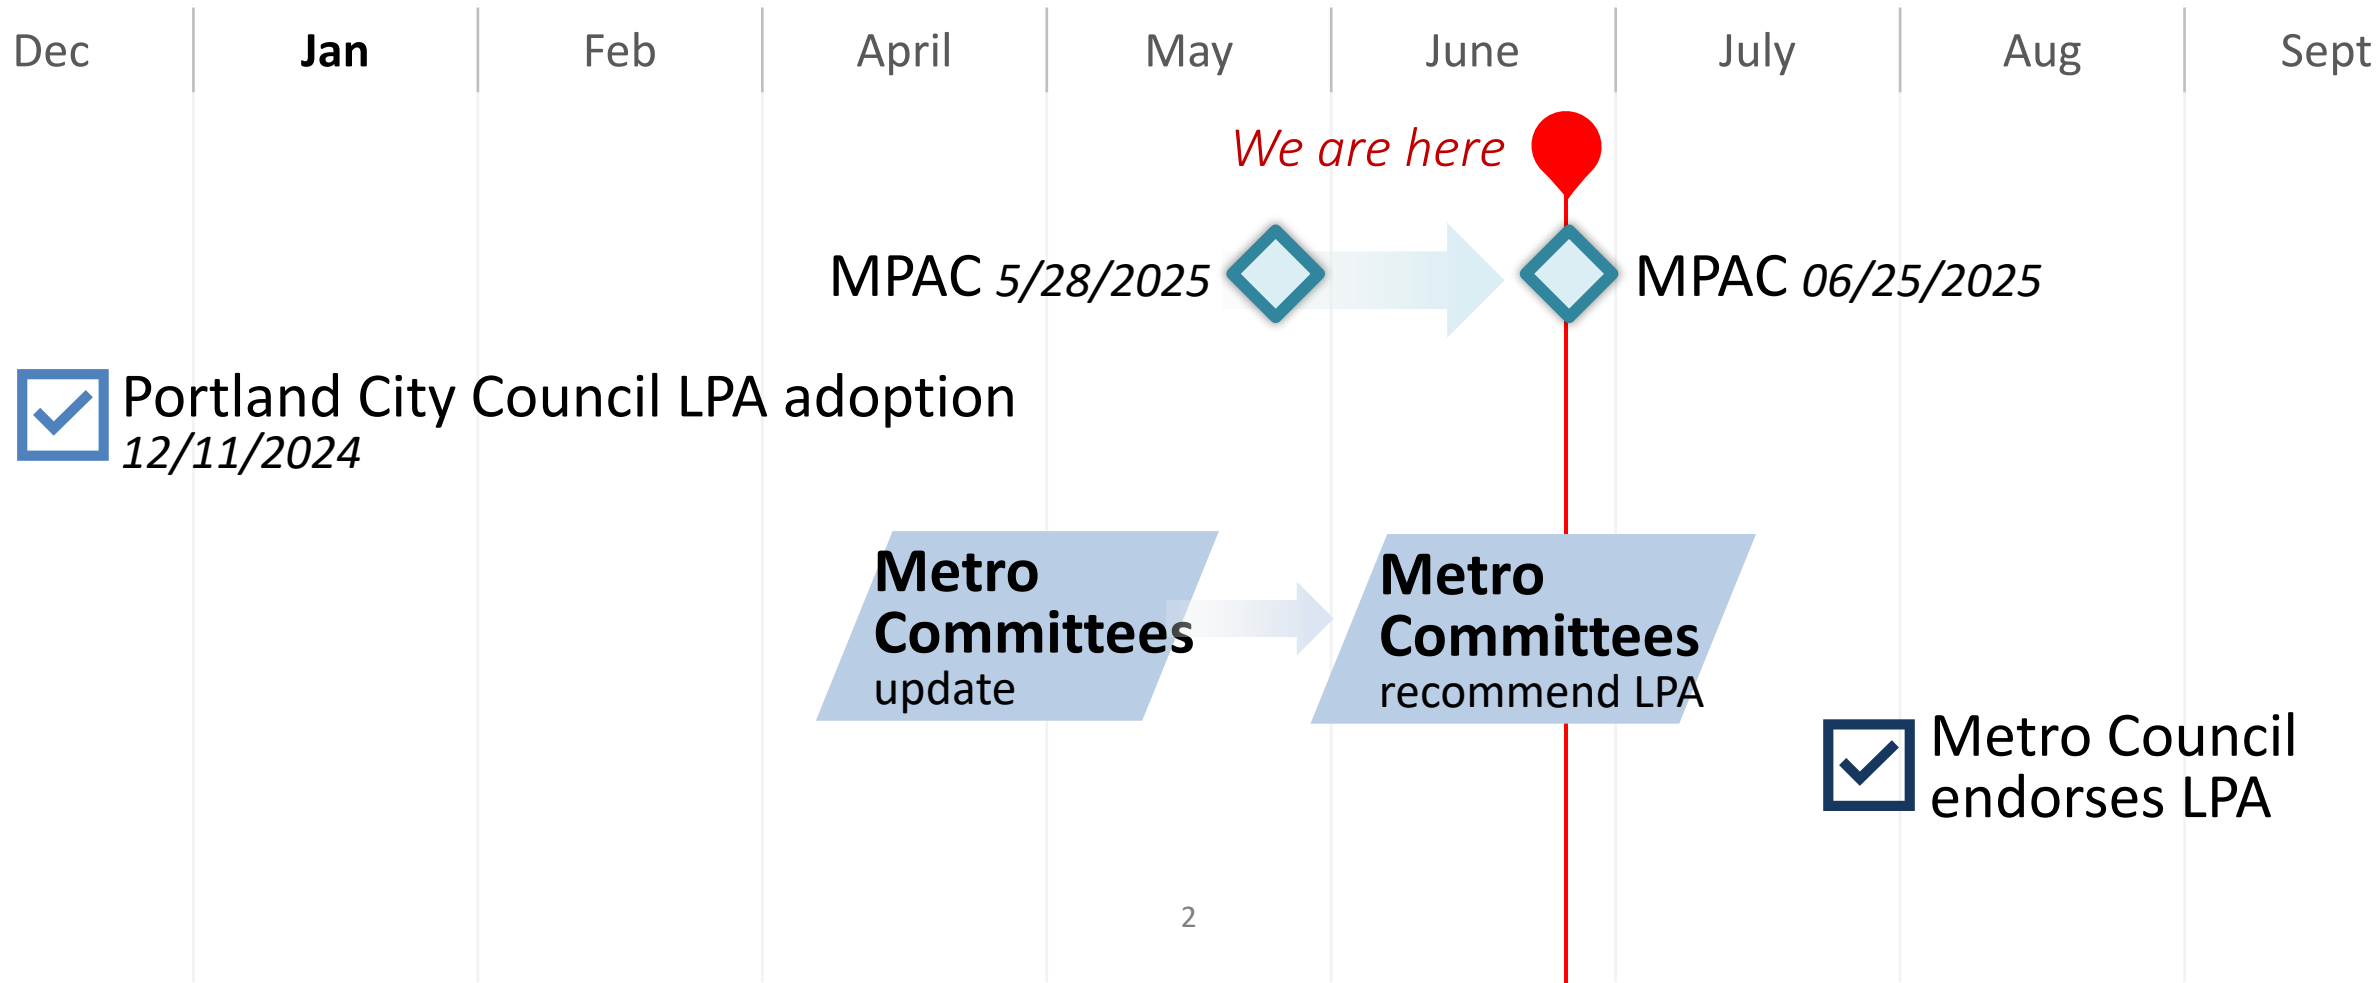 Dec Jan Feb April May June July Aug Sept
We are here
MPAC 5/28/2025
MPAC 06/25/2025
Portland City Council LPA adoption
12/11/2024
Metro
Committees
update
Metro
Committees
recommend LPA
Metro Council
endorses LPA
2